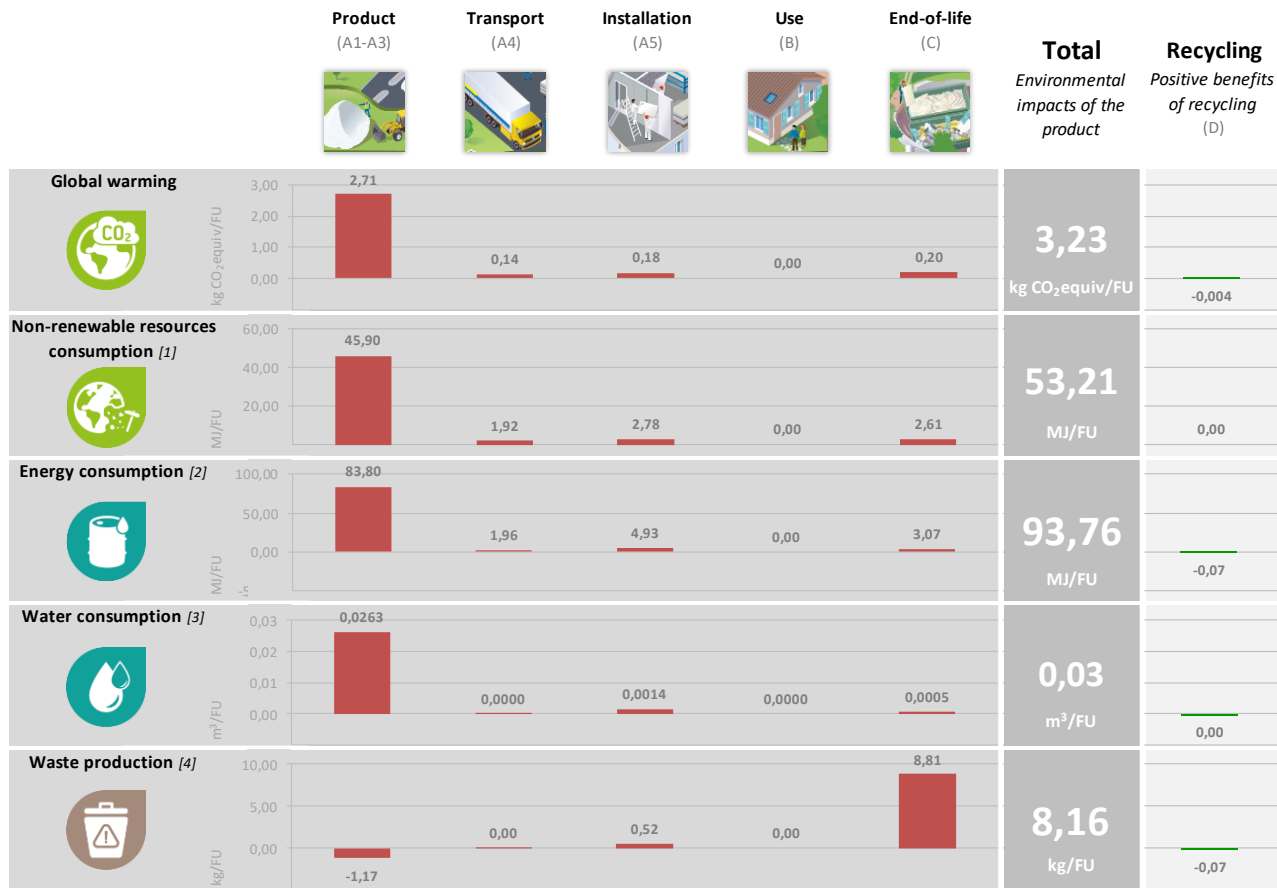 Product
(A1-A3)
Transport
(A4)
Installation
(A5)
Use
(B)
End-of-life
(C)
Total
Environmental
impacts of the
product
Recycling
Positive benefits
of recycling
(D)
Global warming
CO₂
kg CO₂equiv/FU
3,00
2,00
1,00
0,00
2,71
0,14
0,18
0,00
0,20
3,23
kg CO₂equiv/FU
-0,004
Non-renewable resources
consumption [1]
MJ/FU
60,00
40,00
20,00
45,90
1,92
2,78
0,00
2,61
53,21
MJ/FU
0,00
Energy consumption [2]
MJ/FU
100,00
50,00
0,00
83,80
1,96
4,93
0,00
3,07
93,76
MJ/FU
-0,07
Water consumption [3]
m³/FU
0,03
0,02
0,01
0,00
0,0263
0,0000
0,0014
0,0000
0,0005
0,03
m³/FU
0,00
Waste production [4]
kg/FU
10,00
5,00
0,00
-1,17
0,00
0,52
0,00
8,81
8,16
kg/FU
-0,07